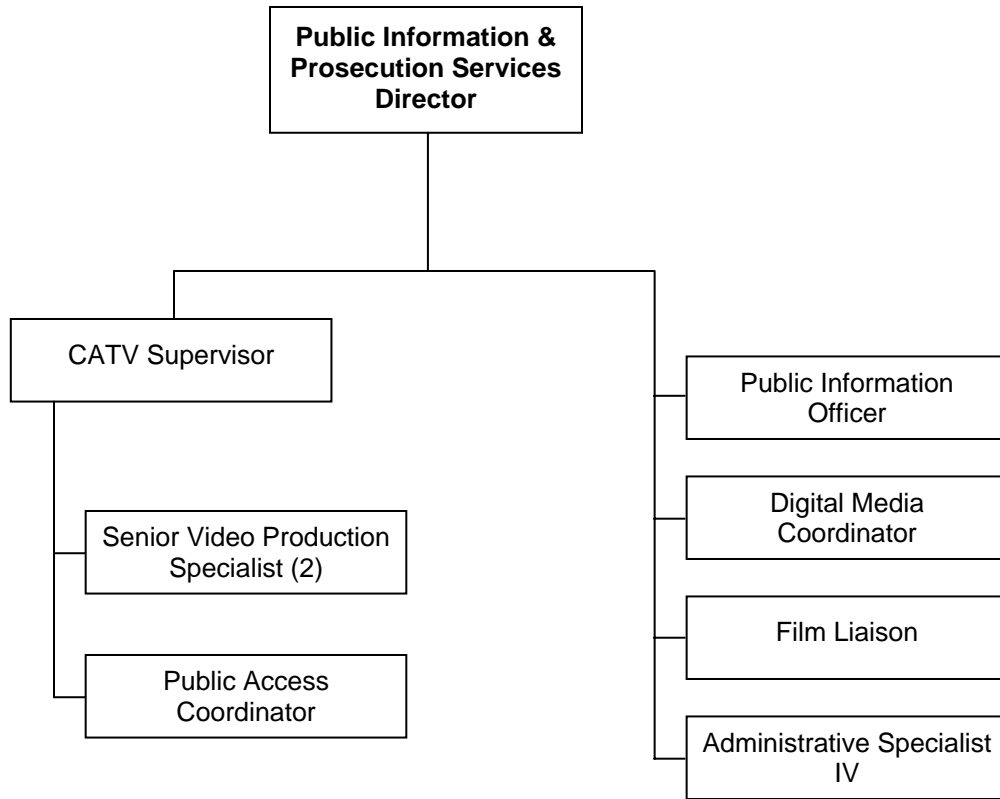 Public Information &
Prosecution Services
Director
CATV Supervisor
Senior Video Production
Specialist (2)
Public Access
Coordinator
Public Information
Officer
Digital Media
Coordinator
Film Liaison
Administrative Specialist
IV